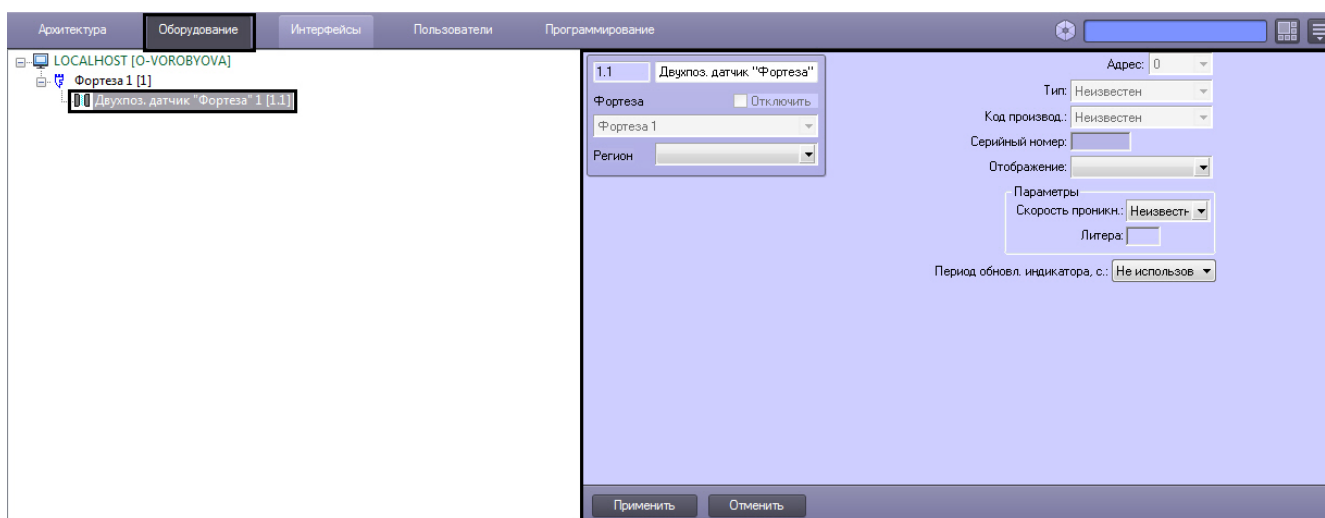 Архитектура Оборудование Интерфейсы Пользователи Программирование
LOCALHOST [O-VOROBYOVA]
Фортеза 1 [1]
Двухпоз. датчик "Фортеза" 1 [1.1]
1.1 Двухпоз. датчик "Фортеза"
Фортеза Отключить
Фортеза 1
Регион
Адрес: 0
Тип: Неизвестен
Код производ.: Неизвестен
Серийный номер:
Отображение:
Параметры
Скорость проникн.: Неизвестн
Литера:
Период обновл. индикатора, с.: Не использов
Применить Отменить